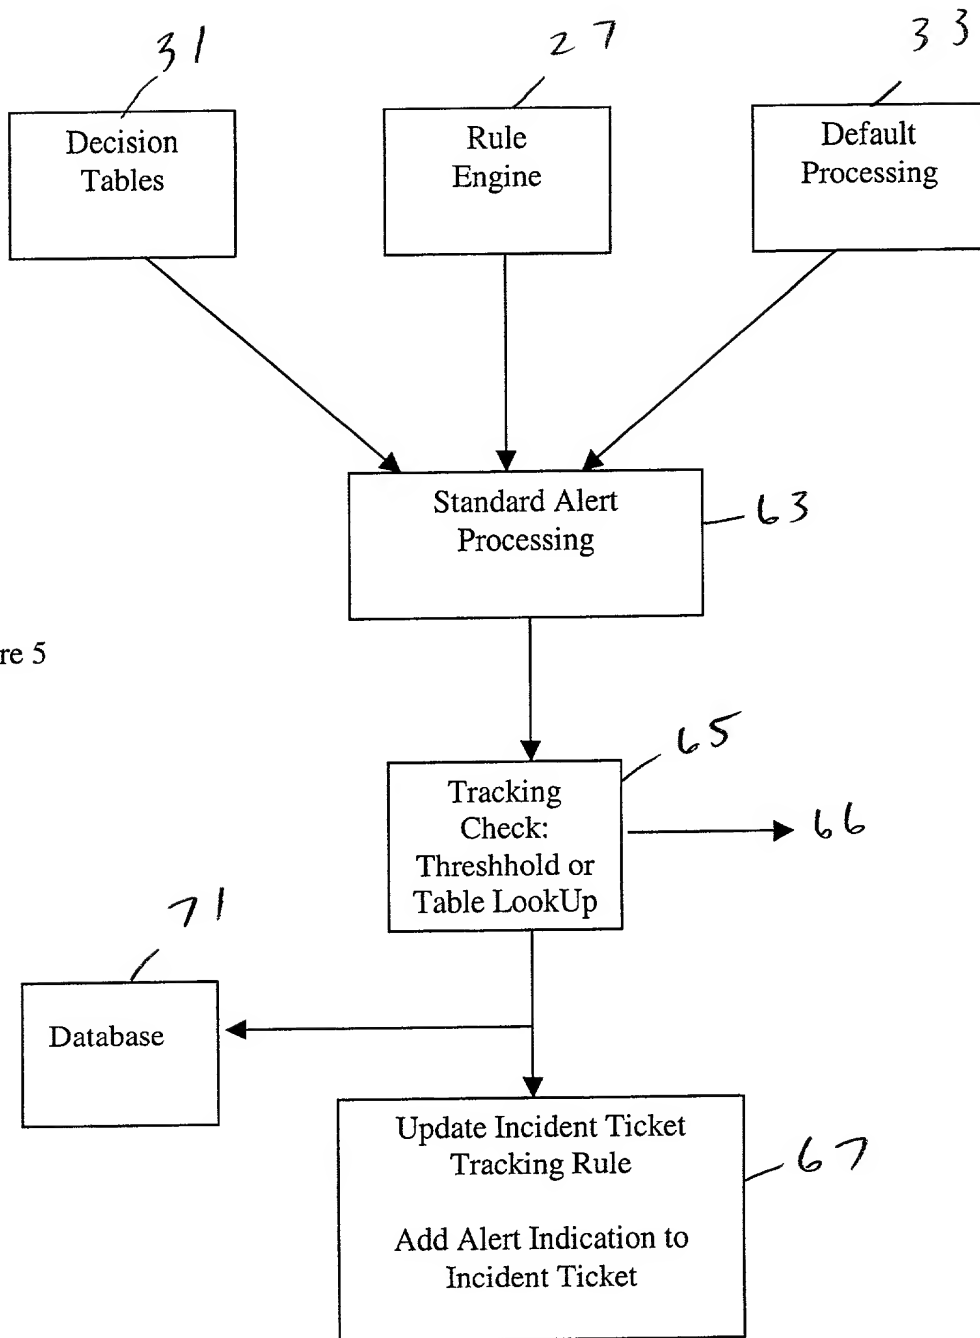 31
27
33
Decision
Tables
Rule
Engine
Default
Processing
Standard Alert
Processing
63
re 5
65
Tracking
Check:
Threshhold or
Table LookUp
66
71
Database
Update Incident Ticket
Tracking Rule
67
Add Alert Indication to
Incident Ticket